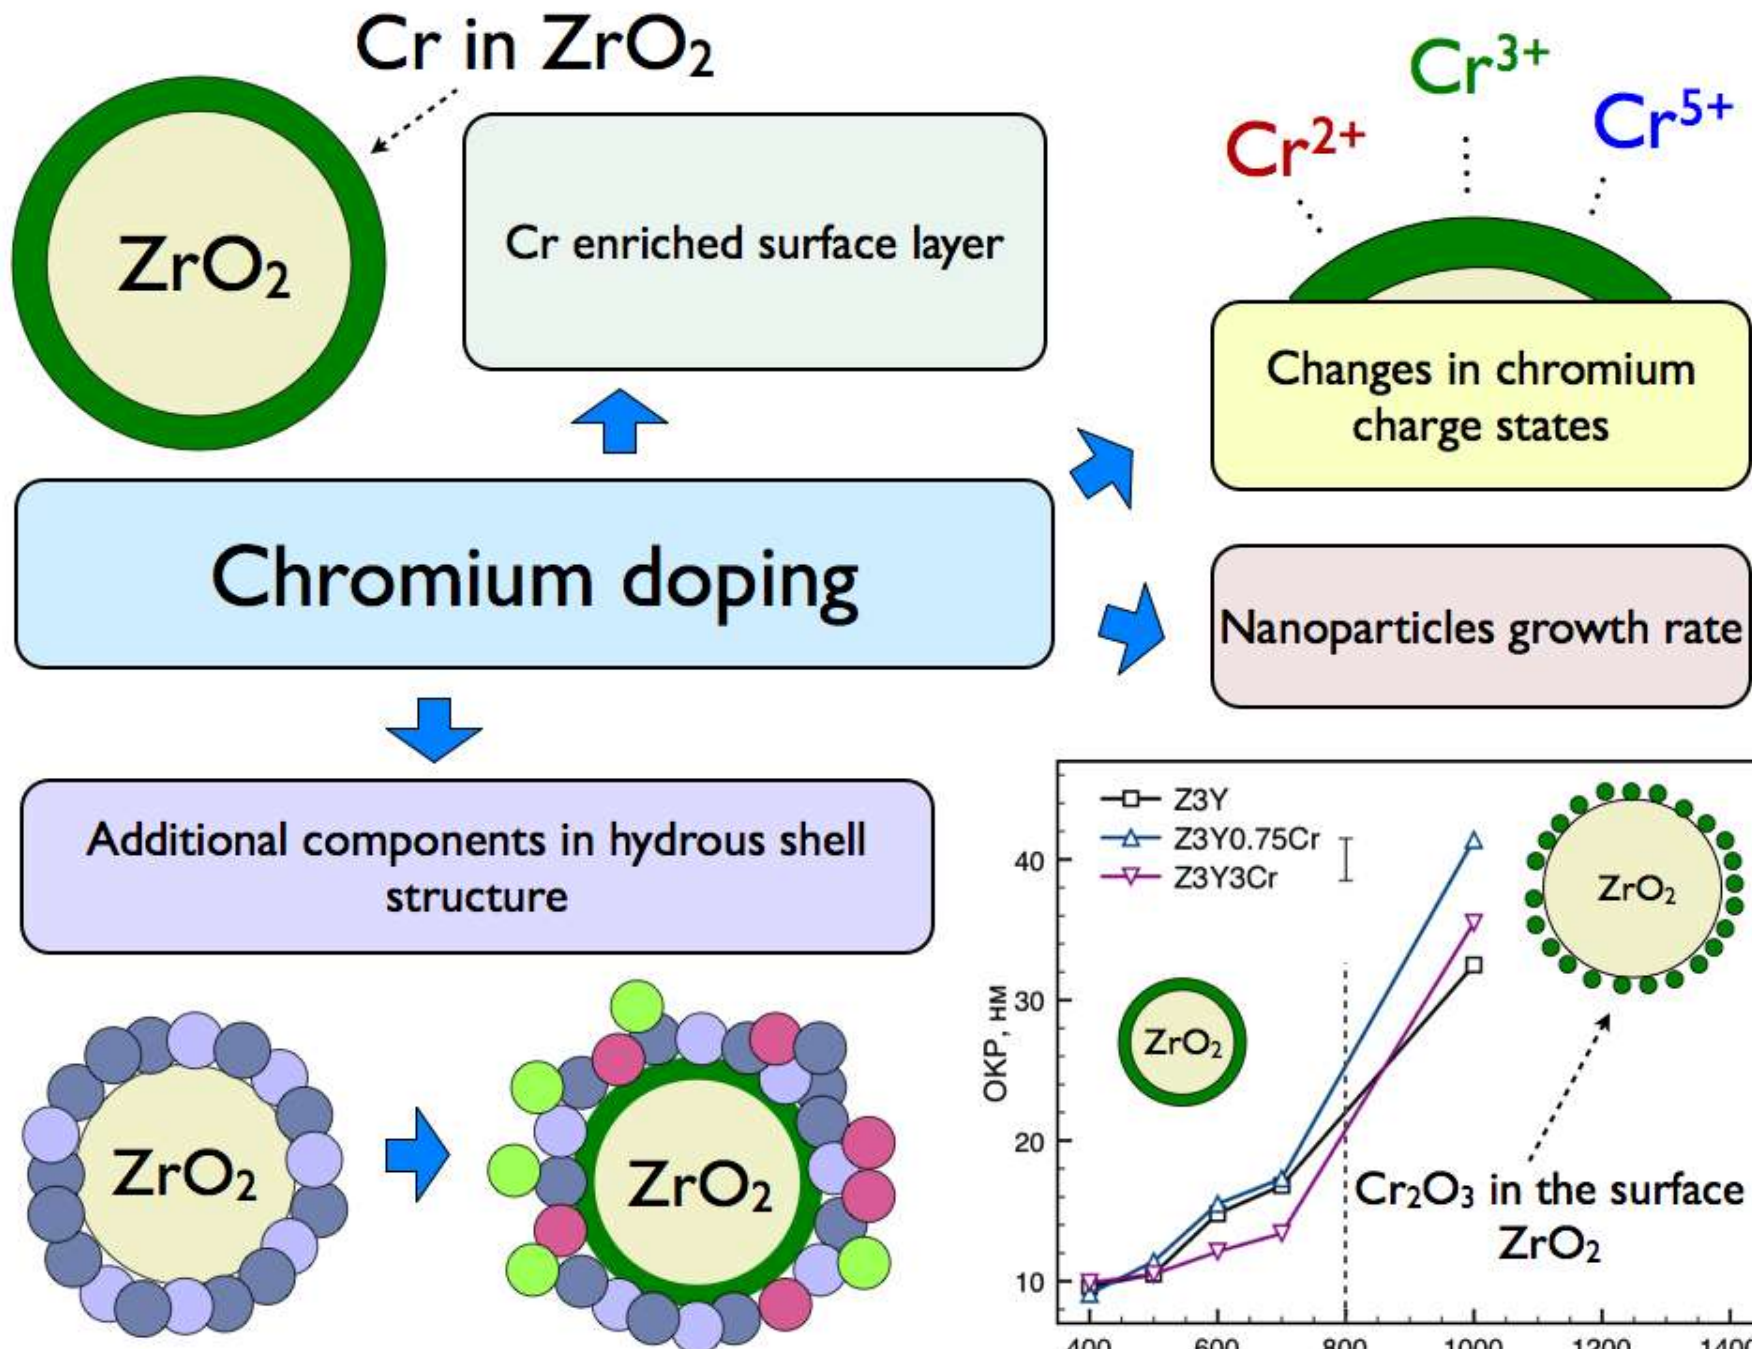 Cr in ZrO₂
ZrO₂
Cr enriched surface layer
Cr²⁺
Cr³⁺
Cr⁵⁺
Changes in chromium
charge states
Chromium doping
Nanoparticles growth rate
Additional components in hydrous shell
structure
ZrO₂
ZrO₂
Z3Y
Z3Y0.75Cr
Z3Y3Cr
40
30
20
10
ОКР, нм
ZrO₂
ZrO₂
Cr₂O₃ in the surface
ZrO₂
400
600
800
1000
1200
1400